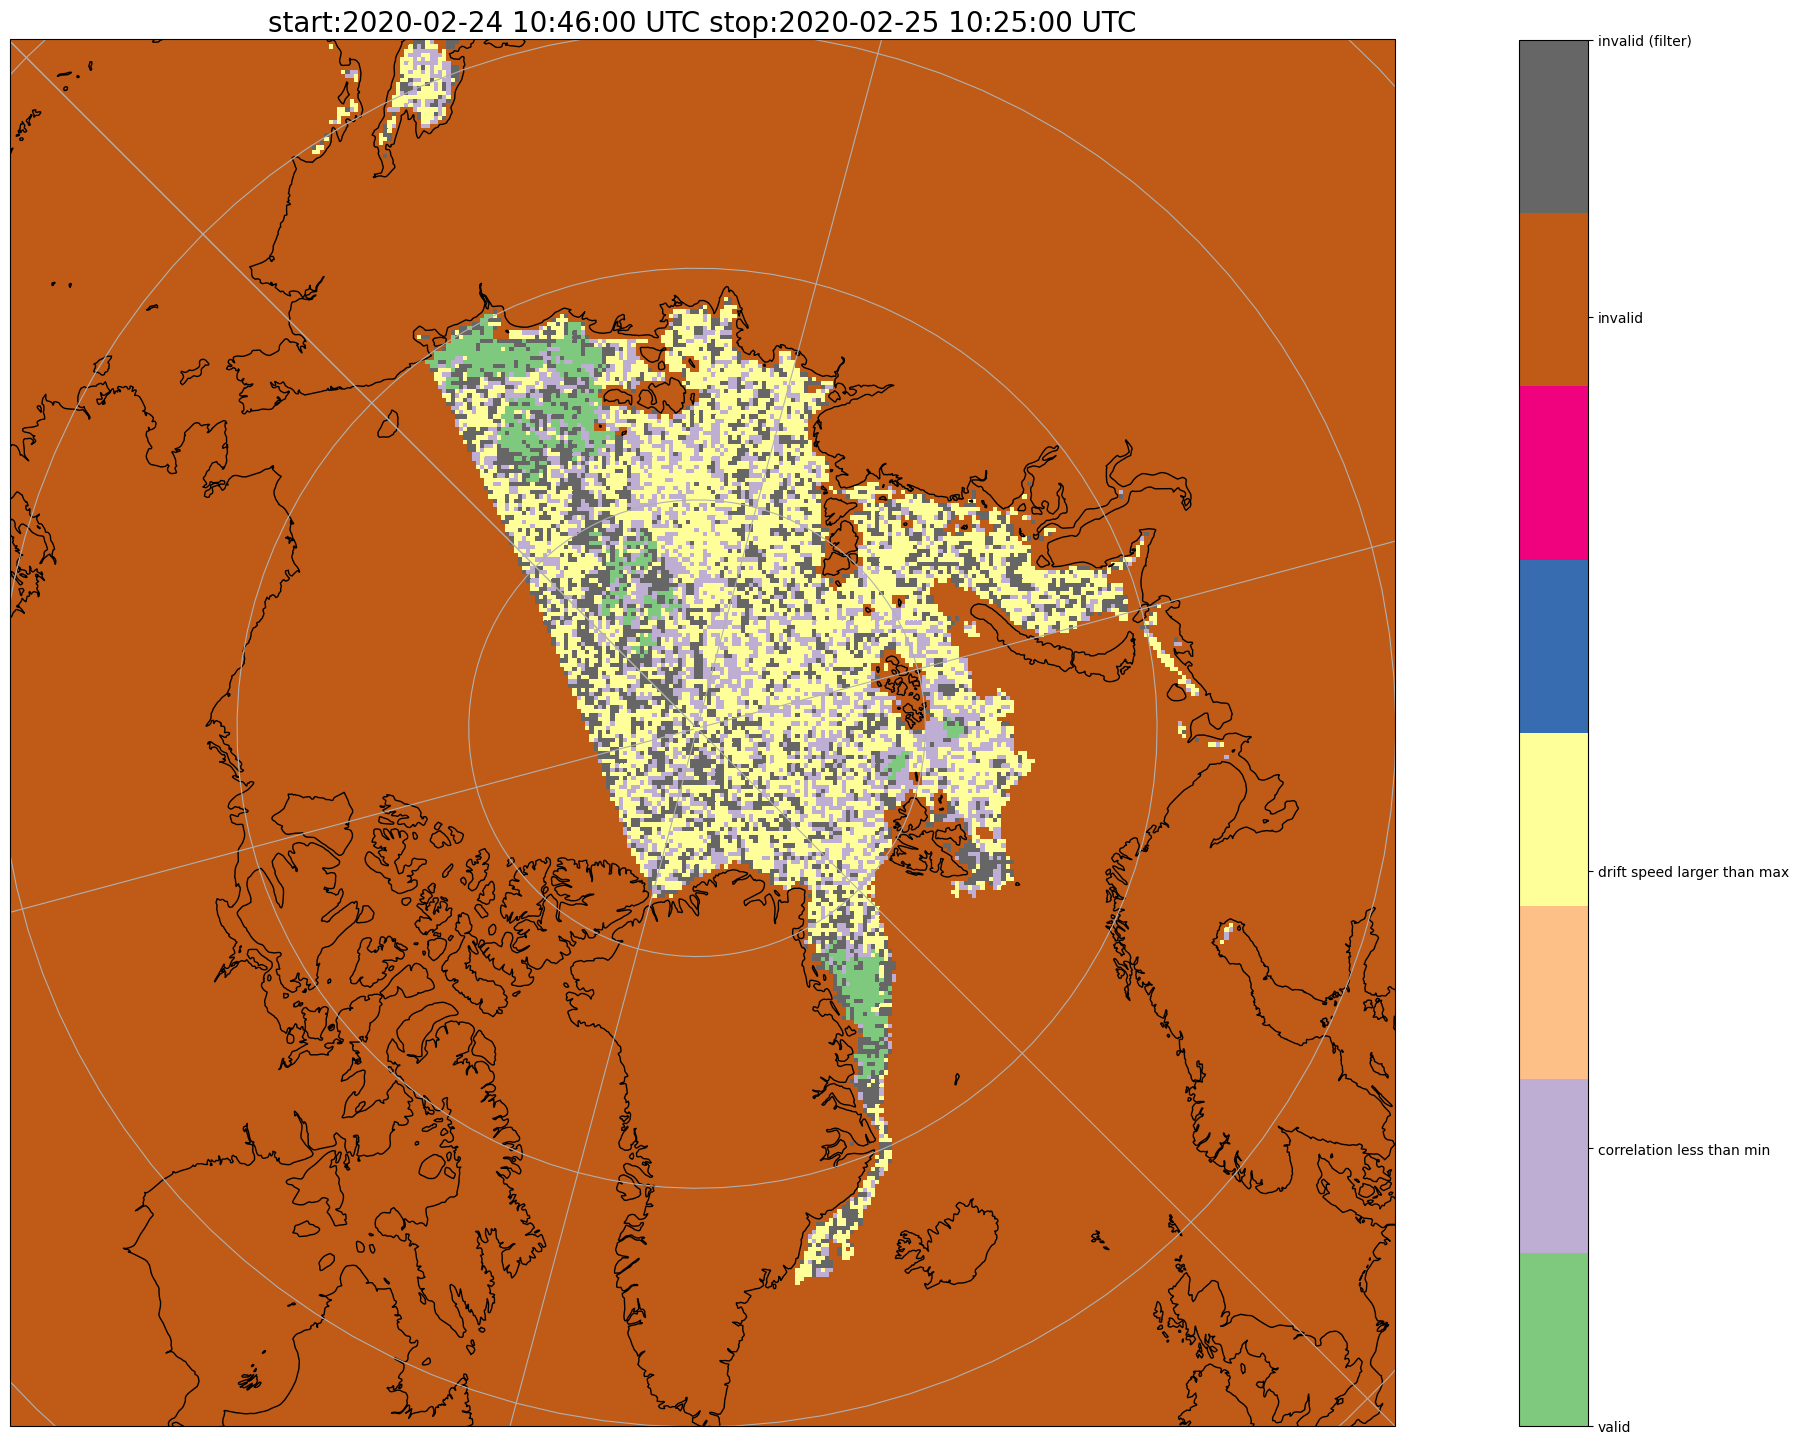 start:2020-02-24 10:46:00 UTC stop:2020-02-25 10:25:00 UTC
invalid (filter)
invalid
drift speed larger than max
correlation less than min
valid